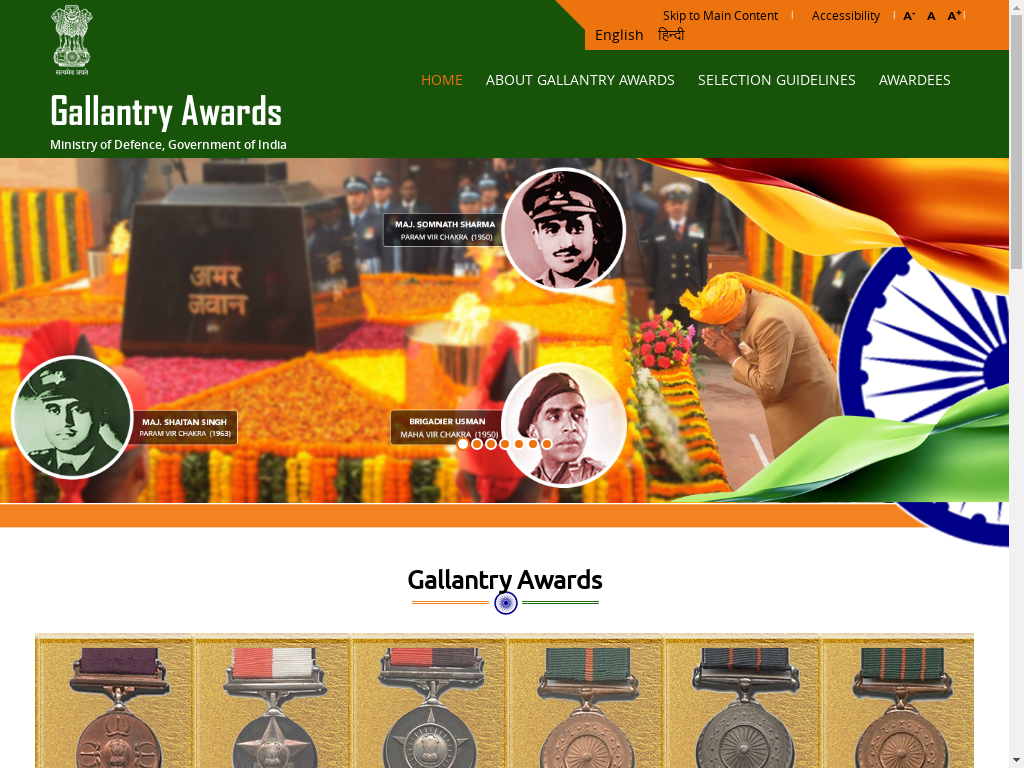 Skip to Main Content
Accessibility
A-
A
A+
English
हिन्दी
सत्यमेव जयते
HOME
ABOUT GALLANTRY AWARDS
SELECTION GUIDELINES
AWARDEES
Gallantry Awards
Ministry of Defence, Government of India
MAJ. SOMNATH SHARMA
PARAM VIR CHAKRA (1950)
अमर
जवान
MAJ. SHAITAN SINGH
PARAM VIR CHAKRA (1963)
BRIGADIER USMAN
MAHA VIR CHAKRA (1950)
Gallantry Awards